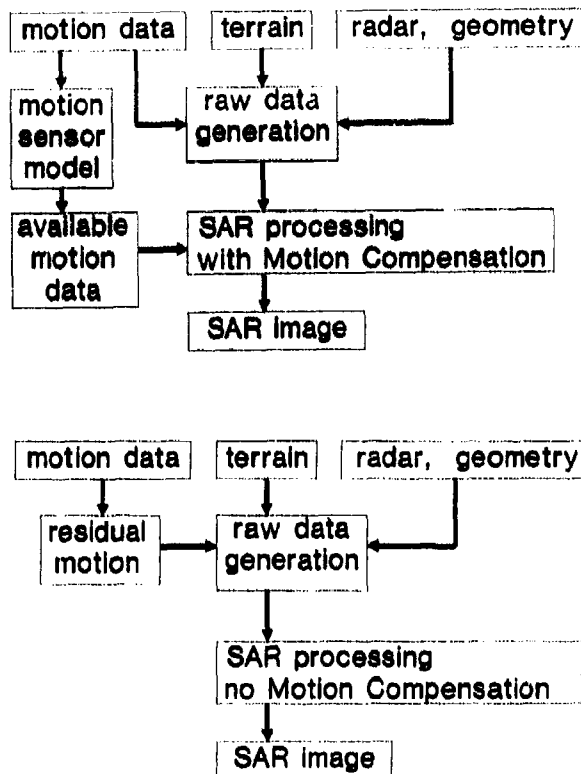 motion data
terrain
radar, geometry
motion
sensor
model
raw data
generation
available
motion
data
SAR processing
with Motion Compensation
SAR image
motion data
terrain
radar, geometry
residual
motion
raw data
generation
SAR processing
no Motion Compensation
SAR image